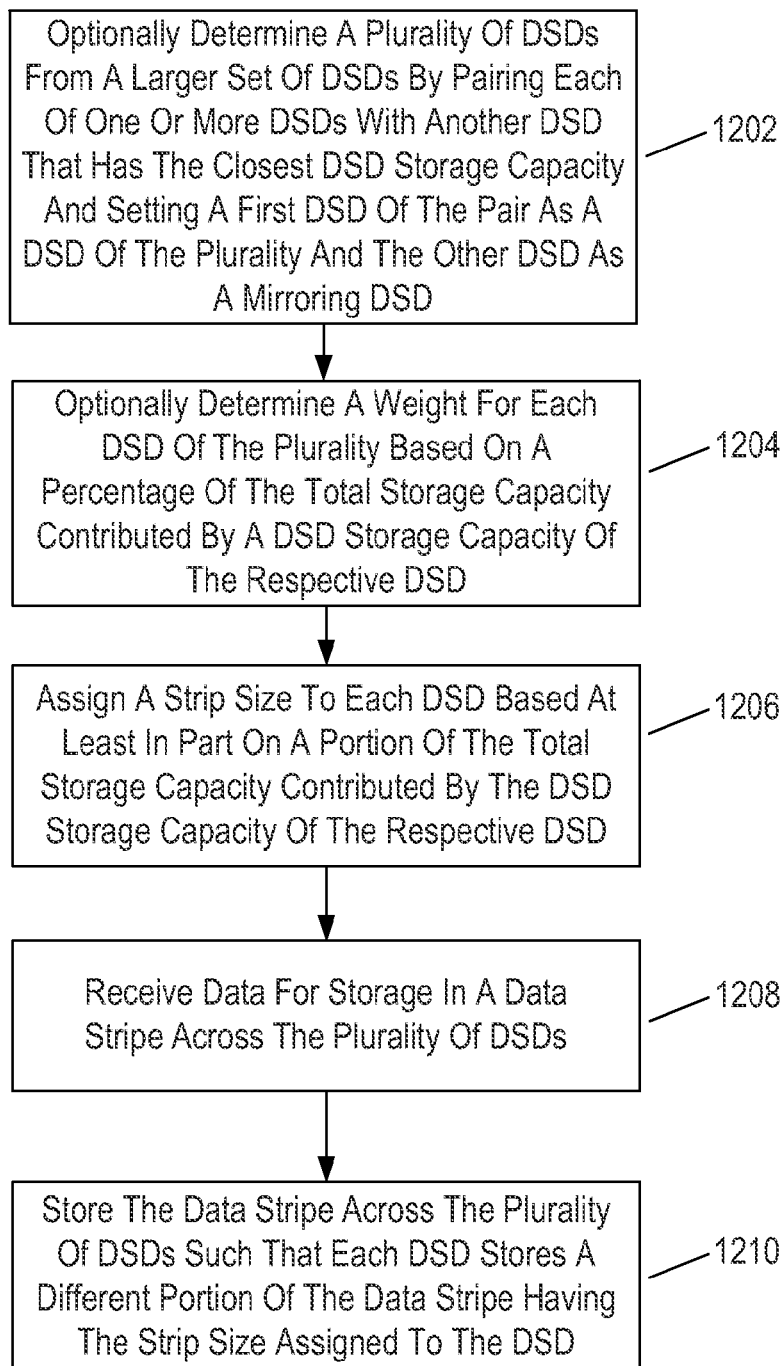 Optionally Determine A Plurality Of DSDs
From A Larger Set Of DSDs By Pairing Each
Of One Or More DSDs With Another DSD
That Has The Closest DSD Storage Capacity
And Setting A First DSD Of The Pair As A
DSD Of The Plurality And The Other DSD As
A Mirroring DSD
1202
Optionally Determine A Weight For Each
DSD Of The Plurality Based On A
Percentage Of The Total Storage Capacity
Contributed By A DSD Storage Capacity Of
The Respective DSD
1204
Assign A Strip Size To Each DSD Based At
Least In Part On A Portion Of The Total
Storage Capacity Contributed By The DSD
Storage Capacity Of The Respective DSD
1206
Receive Data For Storage In A Data
Stripe Across The Plurality Of DSDs
1208
Store The Data Stripe Across The Plurality
Of DSDs Such That Each DSD Stores A
Different Portion Of The Data Stripe Having
The Strip Size Assigned To The DSD
1210